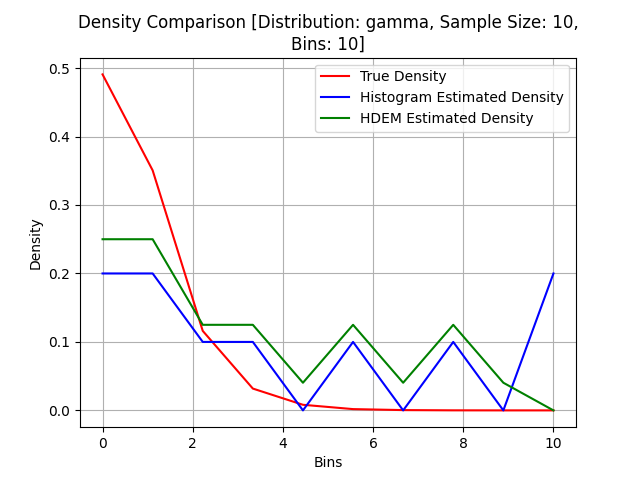 Density Comparison [Distribution: gamma, Sample Size: 10,
Bins: 10]
True Density
Histogram Estimated Density
HDEM Estimated Density
Density
0.5
0.4
0.3
0.2
0.1
0.0
0 2 4 6 8 10
Bins